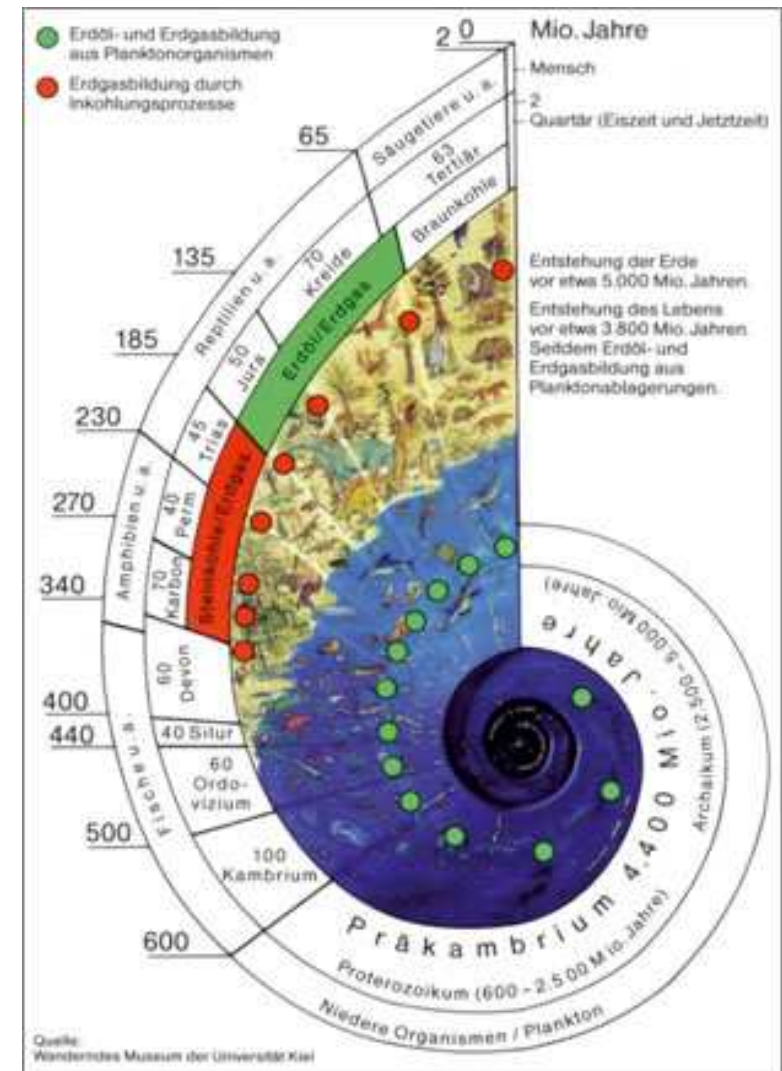 Erdöl- und Erdgasbildung
aus Planktonorganismen
Erdgasbildung durch
Inkohlungsprozesse
2 0 Mio. Jahre
Mensch
2
Quartär (Eiszeit und Jetztzeit)
65
135
185
230
270
340
400
440
500
600
Säugetiere u. a.
Reptilien u. a.
Amphibien u. a.
Fische u. a.
63
Tertiär
70
Kreide
50
Jura
45
Trias
40
Perm
70
Karbon
60
Devon
40 Silur
60
Ordo-
vizium
100
Kambrium
Braunkohle
Erdöl/Erdgas
Steinkohle/Erdgas
Entstehung der Erde
vor etwa 5.000 Mio. Jahren.
Entstehung des Lebens
vor etwa 3.800 Mio. Jahren.
Seitdem Erdöl- und
Erdgasbildung aus
Planktonablagerungen.
Präkambrium 4.400 Mio. Jahre
Proterozoikum (600 – 2.500 Mio. Jahre)
Archaikum (2.500 – 5.000 Mio. Jahre)
Niedere Organismen / Plankton
Quelle:
Wanderndes Museum der Universität Kiel